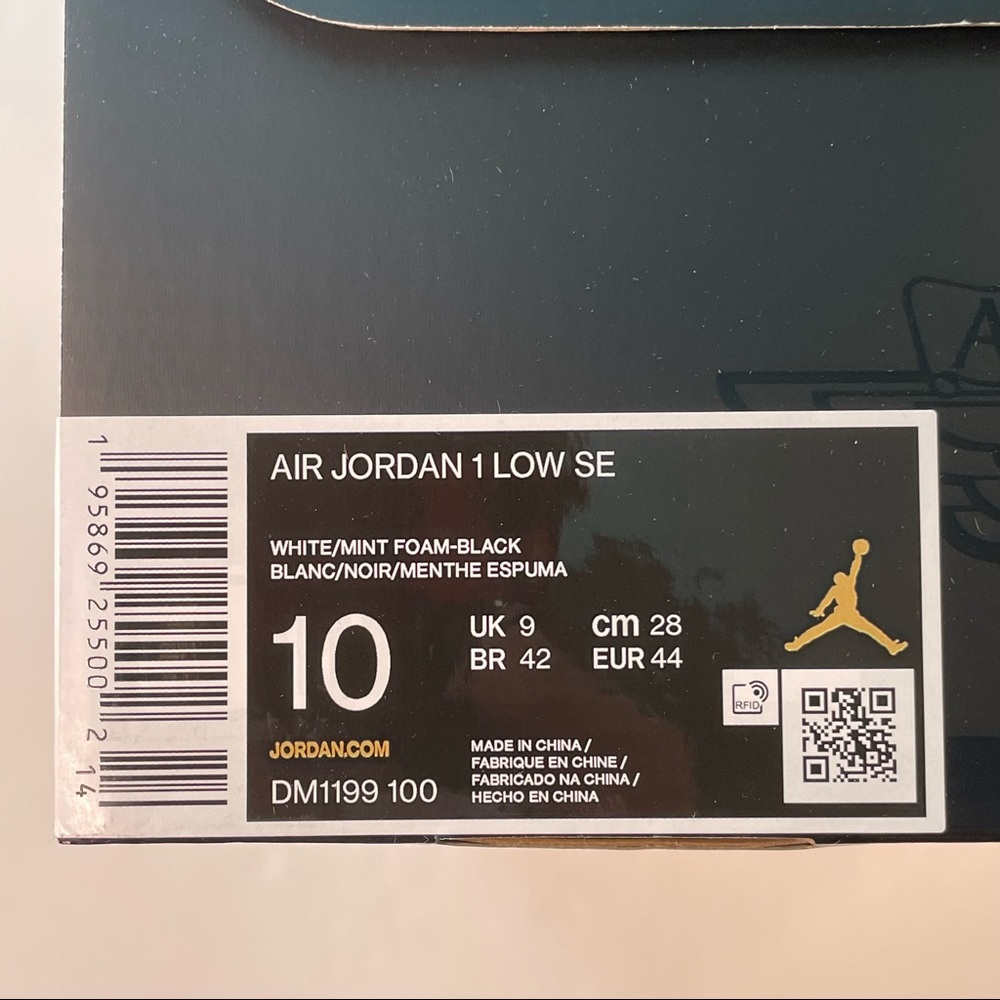 AIR JORDAN 1 LOW SE
WHITE/MINT FOAM-BLACK
BLANC/NOIR/MENTHE ESPUMA
10
UK 9 cm 28
BR 42 EUR 44
JORDAN.COM
DM1199 100
MADE IN CHINA /
FABRIQUE EN CHINE /
FABRICADO NA CHINA /
HECHO EN CHINA
RFID
1 95869 25500 2 14
A